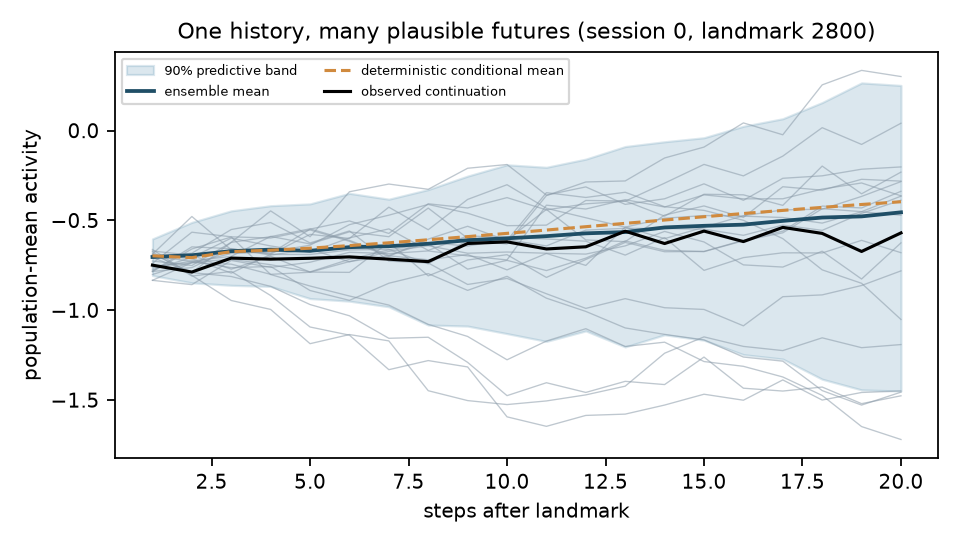 One history, many plausible futures (session 0, landmark 2800)
90% predictive band
ensemble mean
deterministic conditional mean
observed continuation
population-mean activity
0.0
−0.5
−1.0
−1.5
2.5
5.0
7.5
10.0
12.5
15.0
17.5
20.0
steps after landmark